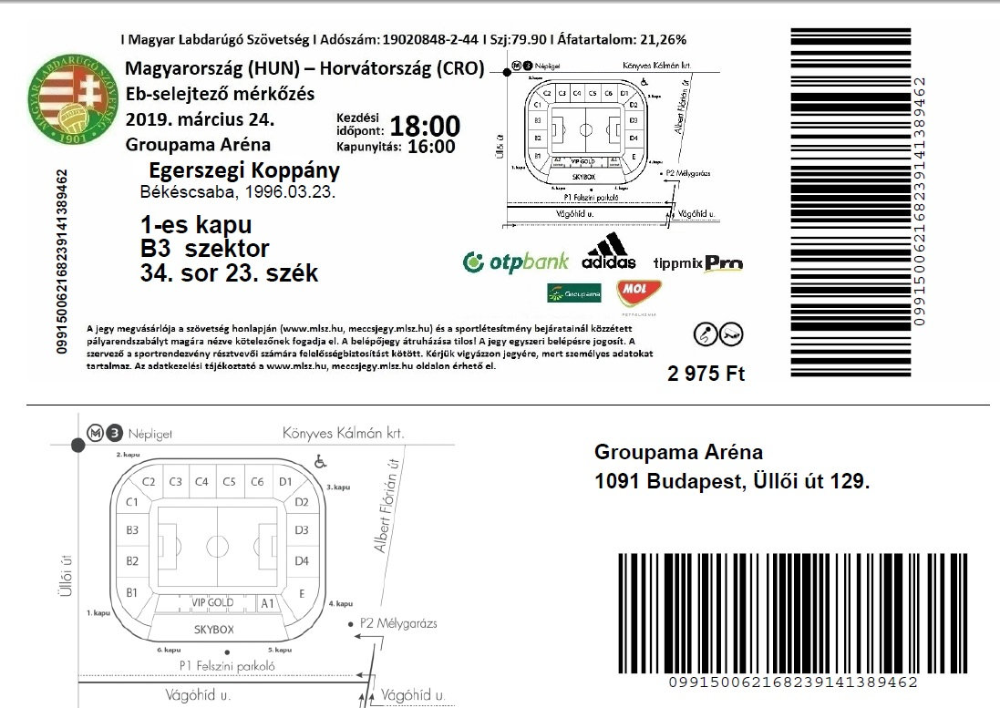 I Magyar Labdarúgó Szövetség I Adószám: 19020848-2-44 I Szj:79.90 I Áfatartalom: 21,26%
MAGYAR LABDARÚGÓ SZÖVETSÉG
• 1901 •
Magyarország (HUN) – Horvátország (CRO)
Eb-selejtező mérkőzés
2019. március 24.
Groupama Aréna
Kezdési
időpont: 18:00
Kapunyitás: 16:00
Egerszegi Koppány
Békéscsaba, 1996.03.23.
1-es kapu
B3 szektor
34. sor 23. szék
099150062168239141389462
M 3 Népliget
Könyves Kálmán krt.
2. kapu
C2 C3 C4 C5 C6 D1
3. kapu
C1 D2
B3
B2 D4
B1 E
VIP GOLD
SKYBOX
1. kapu
4. kapu
Üllői út
Albert Flórián út
P2 Mélygarázs
P1 Felszíni parkoló
Vágóhíd u. Vágóhíd u.
otpbank
adidas
tippmixPro
Groupama
MOL
A jegy megvásárlója a szövetség honlapján (www.mlsz.hu, meccsjegy.mlsz.hu) és a sportlétesítmény bejáratainál közzétett
pályarendszabályt magára nézve kötelezőnek fogadja el. A belépőjegy átruházása tilos! A jegy egyszeri belépésre jogosít. A
szervező a sportrendezvény résztvevői számára felelősségbiztosítást kötött. Kérjük vigyázzon jegyére, mert személyes adatokat
tartalmaz. Az adatkezelési tájékoztató a www.mlsz.hu, meccsjegy.mlsz.hu oldalon érhető el.
2 975 Ft
099150062168239141389462
M 3 Népliget
Könyves Kálmán krt.
2. kapu
C2 C3 C4 C5 C6 D1
3. kapu
C1 D2
B3 D3
B2 D4
B1 E
VIP GOLD A1
SKYBOX
1. kapu
4. kapu
6. kapu 5. kapu
Üllői út
Albert Flórián út
P2 Mélygarázs
P1 Felszíni parkoló
Vágóhíd u. Vágóhíd u.
Groupama Aréna
1091 Budapest, Üllői út 129.
099150062168239141389462